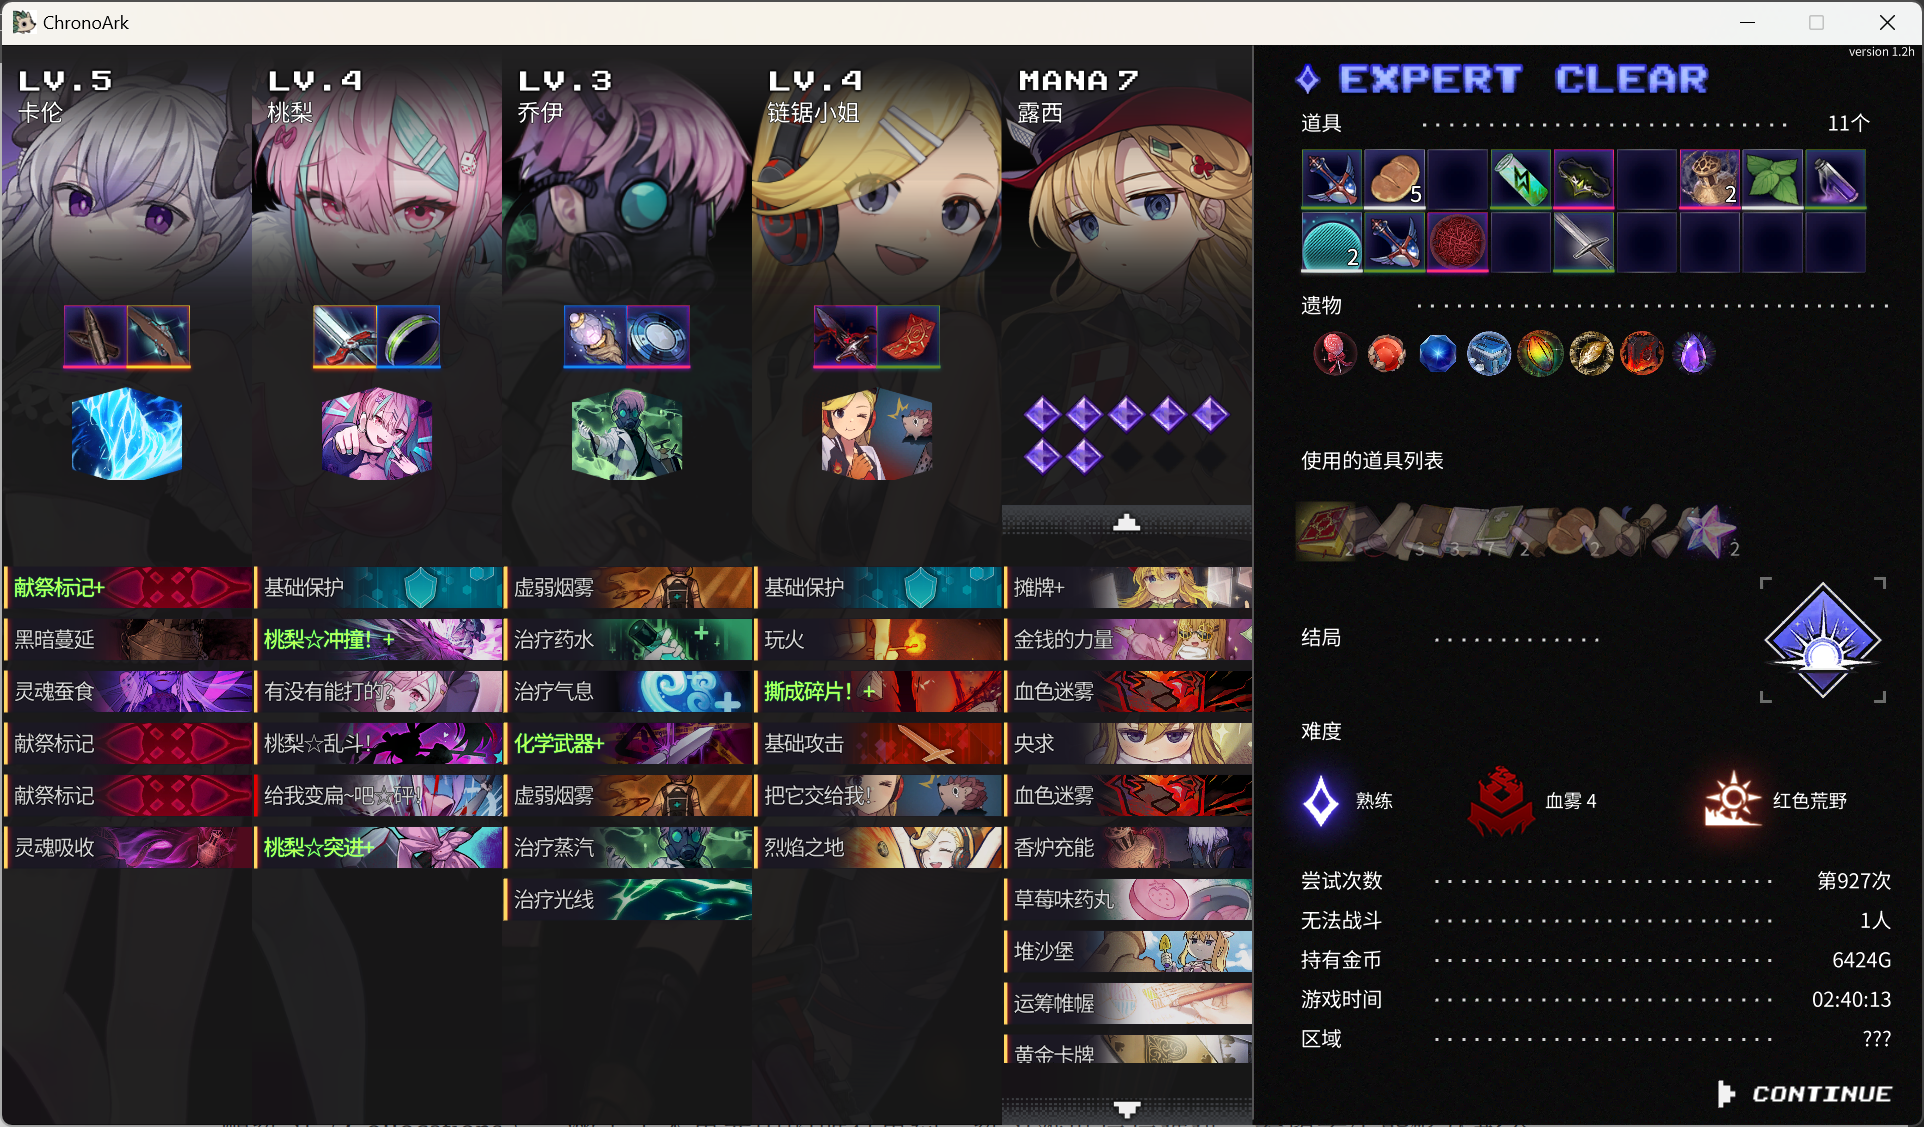 ChronoArk
version 1.2h
LV.5
卡伦
LV.4
桃梨
LV.3
乔伊
LV.4
链锯小姐
MANA 7
露西
献祭标记+
黑暗蔓延
灵魂蚕食
献祭标记
献祭标记
灵魂吸收
基础保护
桃梨☆冲撞！+
有没有能打的?
桃梨☆乱斗!
给我变扁~吧☆砰!
桃梨☆突进+
虚弱烟雾
治疗药水
治疗气息
化学武器+
虚弱烟雾
治疗蒸汽
治疗光线
基础保护
玩火
撕成碎片！+
基础攻击
把它交给我!
烈焰之地
摊牌+
金钱的力量
血色迷雾
央求
血色迷雾
香炉充能
草莓味药丸
堆沙堡
运筹帷幄
黄金卡牌
EXPERT CLEAR
道具 11个
5
2
2
遗物
使用的道具列表
2 3 3 7 2 2 2
结局
难度
熟练 血雾 4 红色荒野
尝试次数 第927次
无法战斗 1人
持有金币 6424G
游戏时间 02:40:13
区域 ???
CONTINUE